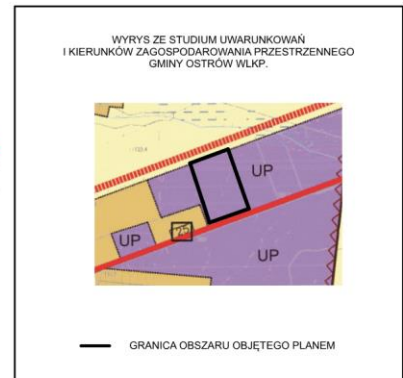 WYRYS ZE STUDIUM UWARUNKOWAŃ
I KIERUNKÓW ZAGOSPODAROWANIA PRZESTRZENNEGO
GMINY OSTRÓW WLKP.
UP
UP
UP
GRANICA OBSZARU OBJĘTEGO PLANEM